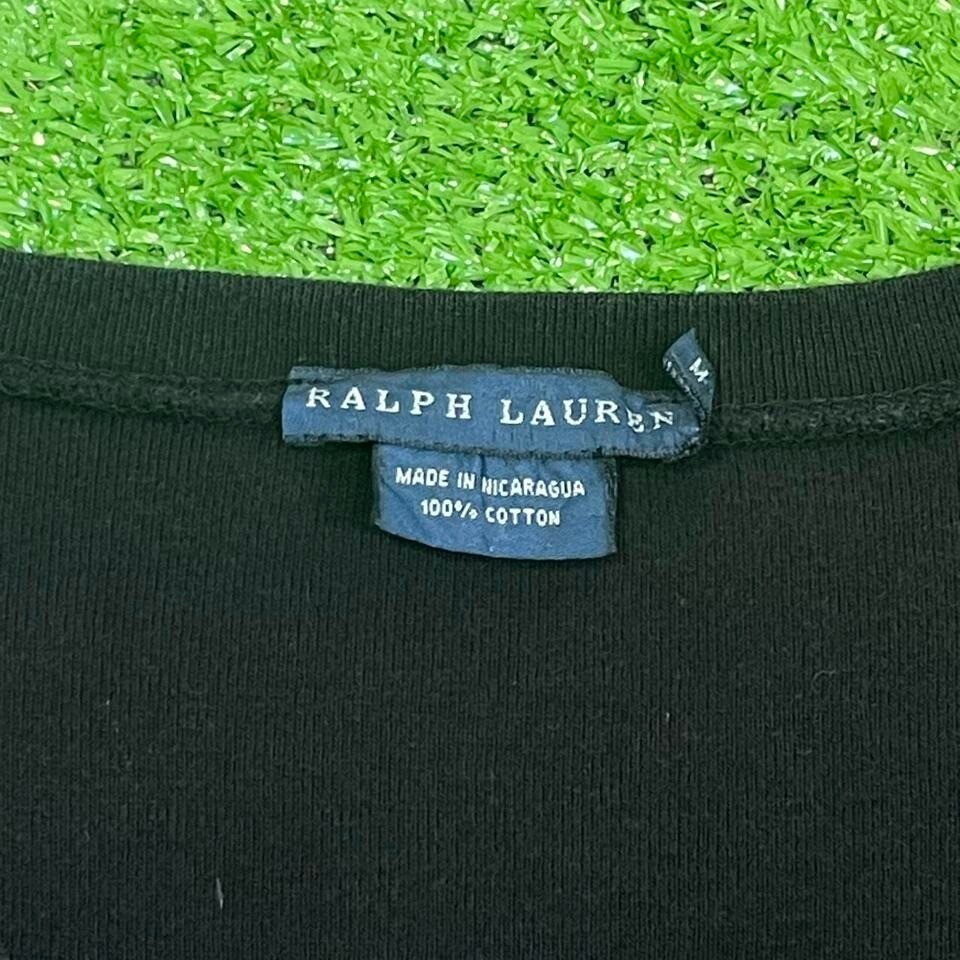 RALPH LAUREN
M
MADE IN NICARAGUA
100% COTTON